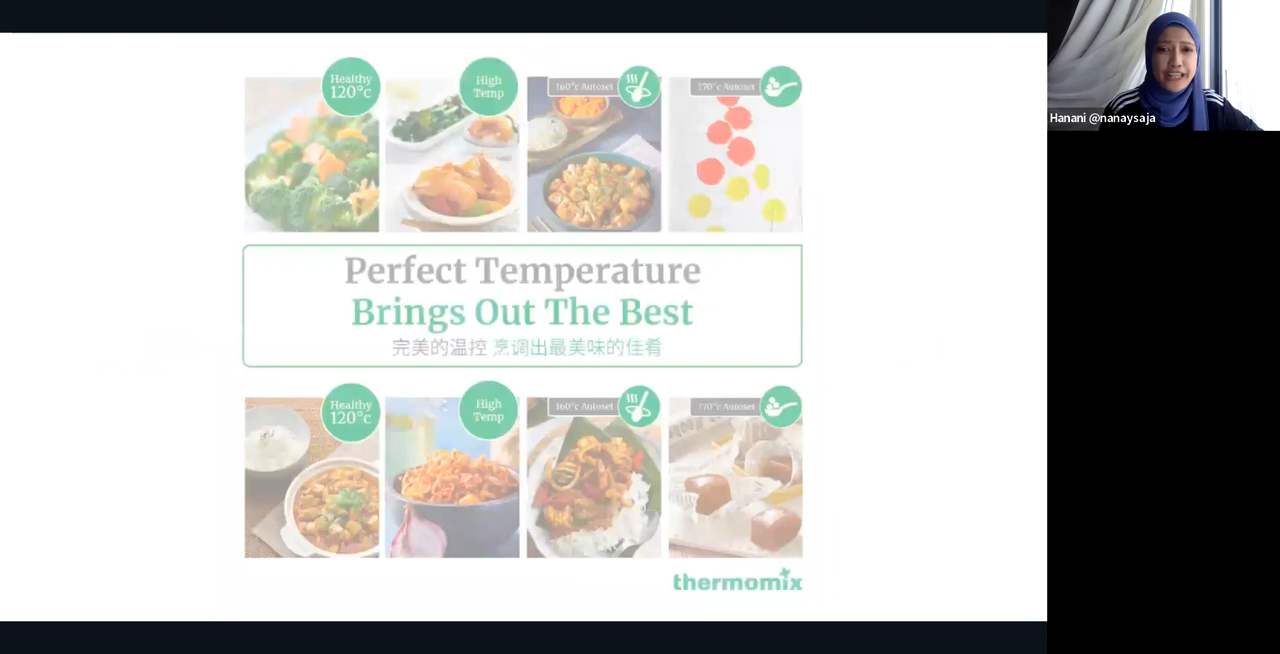 Healthy
120°c
High
Temp
160°c Autoset
170°c Autoset
Hanani @nanaysaja
Perfect Temperature
Brings Out The Best
完美的温控 烹调出最美味的佳肴
Healthy
120°c
High
Temp
160°c Autoset
170°c Autoset
thermomix